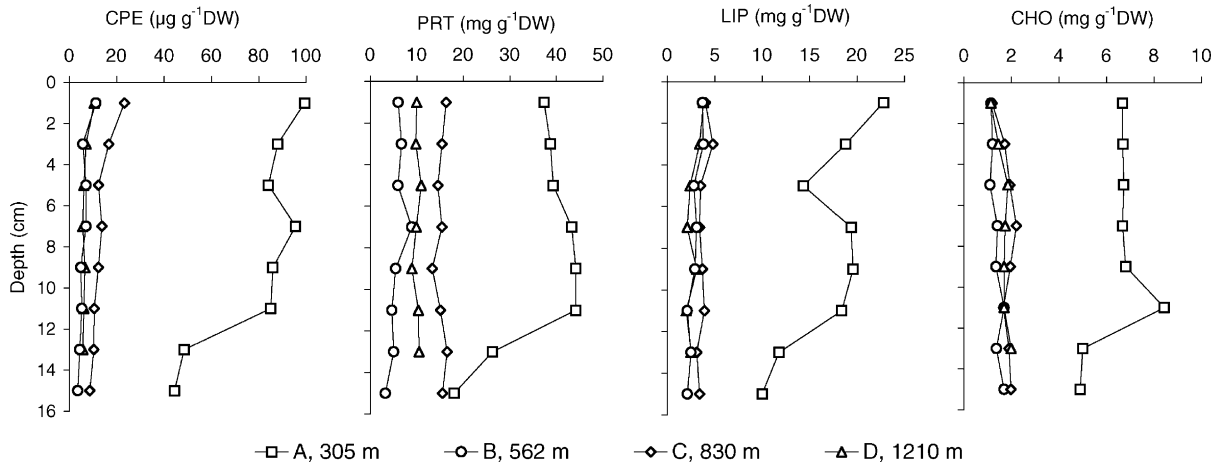 CPE (µg g⁻¹DW)
PRT (mg g⁻¹DW)
LIP (mg g⁻¹DW)
CHO (mg g⁻¹DW)
0 20 40 60 80 100
0 10 20 30 40 50
0 5 10 15 20 25
0 2 4 6 8 10
Depth (cm)
0
2
4
6
8
10
12
14
16
A, 305 m B, 562 m C, 830 m D, 1210 m